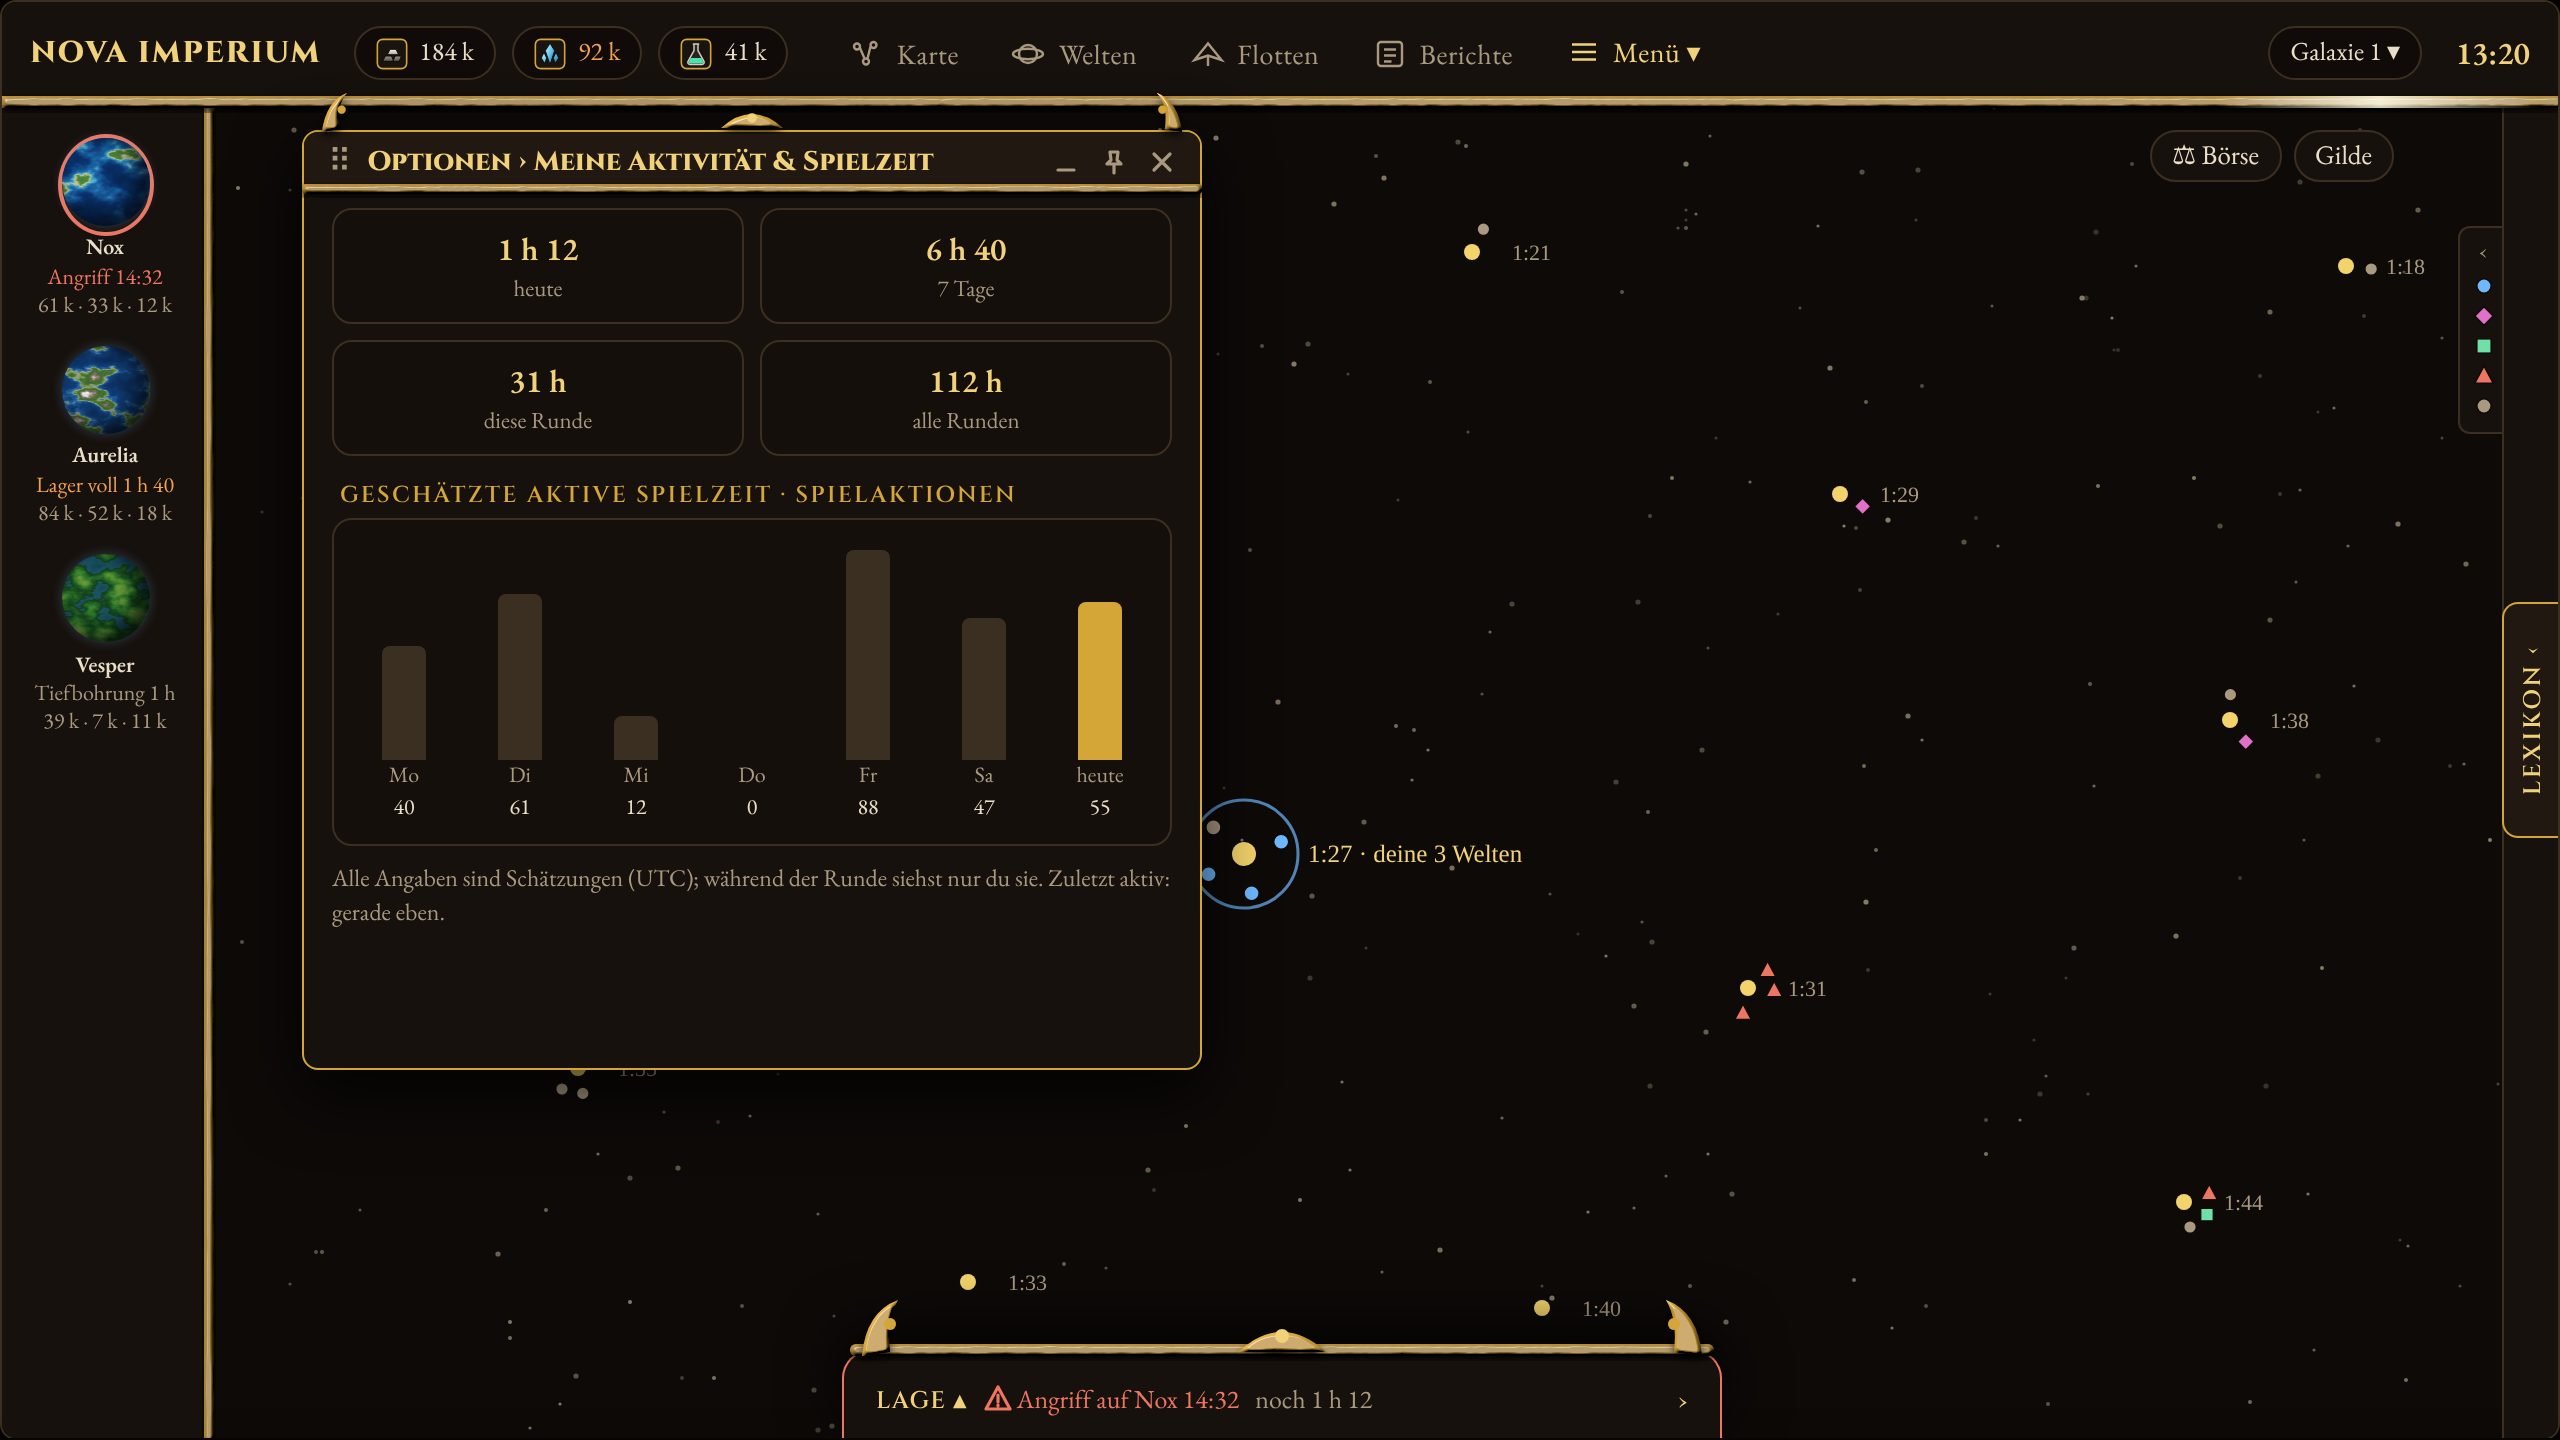 NOVA IMPERIUM
184 k
92 k
41 k
Karte
Welten
Flotten
Berichte
Menü ▾
Galaxie 1 ▾
13:20
Nox
Angriff 14:32
61 k · 33 k · 12 k
Aurelia
Lager voll 1 h 40
84 k · 52 k · 18 k
Vesper
Tiefbohrung 1 h
39 k · 7 k · 11 k
Optionen › Meine Aktivität & Spielzeit
1 h 12
heute
6 h 40
7 Tage
31 h
diese Runde
112 h
alle Runden
GESCHÄTZTE AKTIVE SPIELZEIT · SPIELAKTIONEN
Mo Di Mi Do Fr Sa heute
40 61 12 0 88 47 55
Alle Angaben sind Schätzungen (UTC); während der Runde siehst nur du sie. Zuletzt aktiv:
gerade eben.
⚖ Börse
Gilde
1:21
1:18
1:29
1:38
1:27 · deine 3 Welten
1:31
1:44
1:33
1:40
LEXIKON ‹
LAGE ▴ ⚠ Angriff auf Nox 14:32 noch 1 h 12 ›